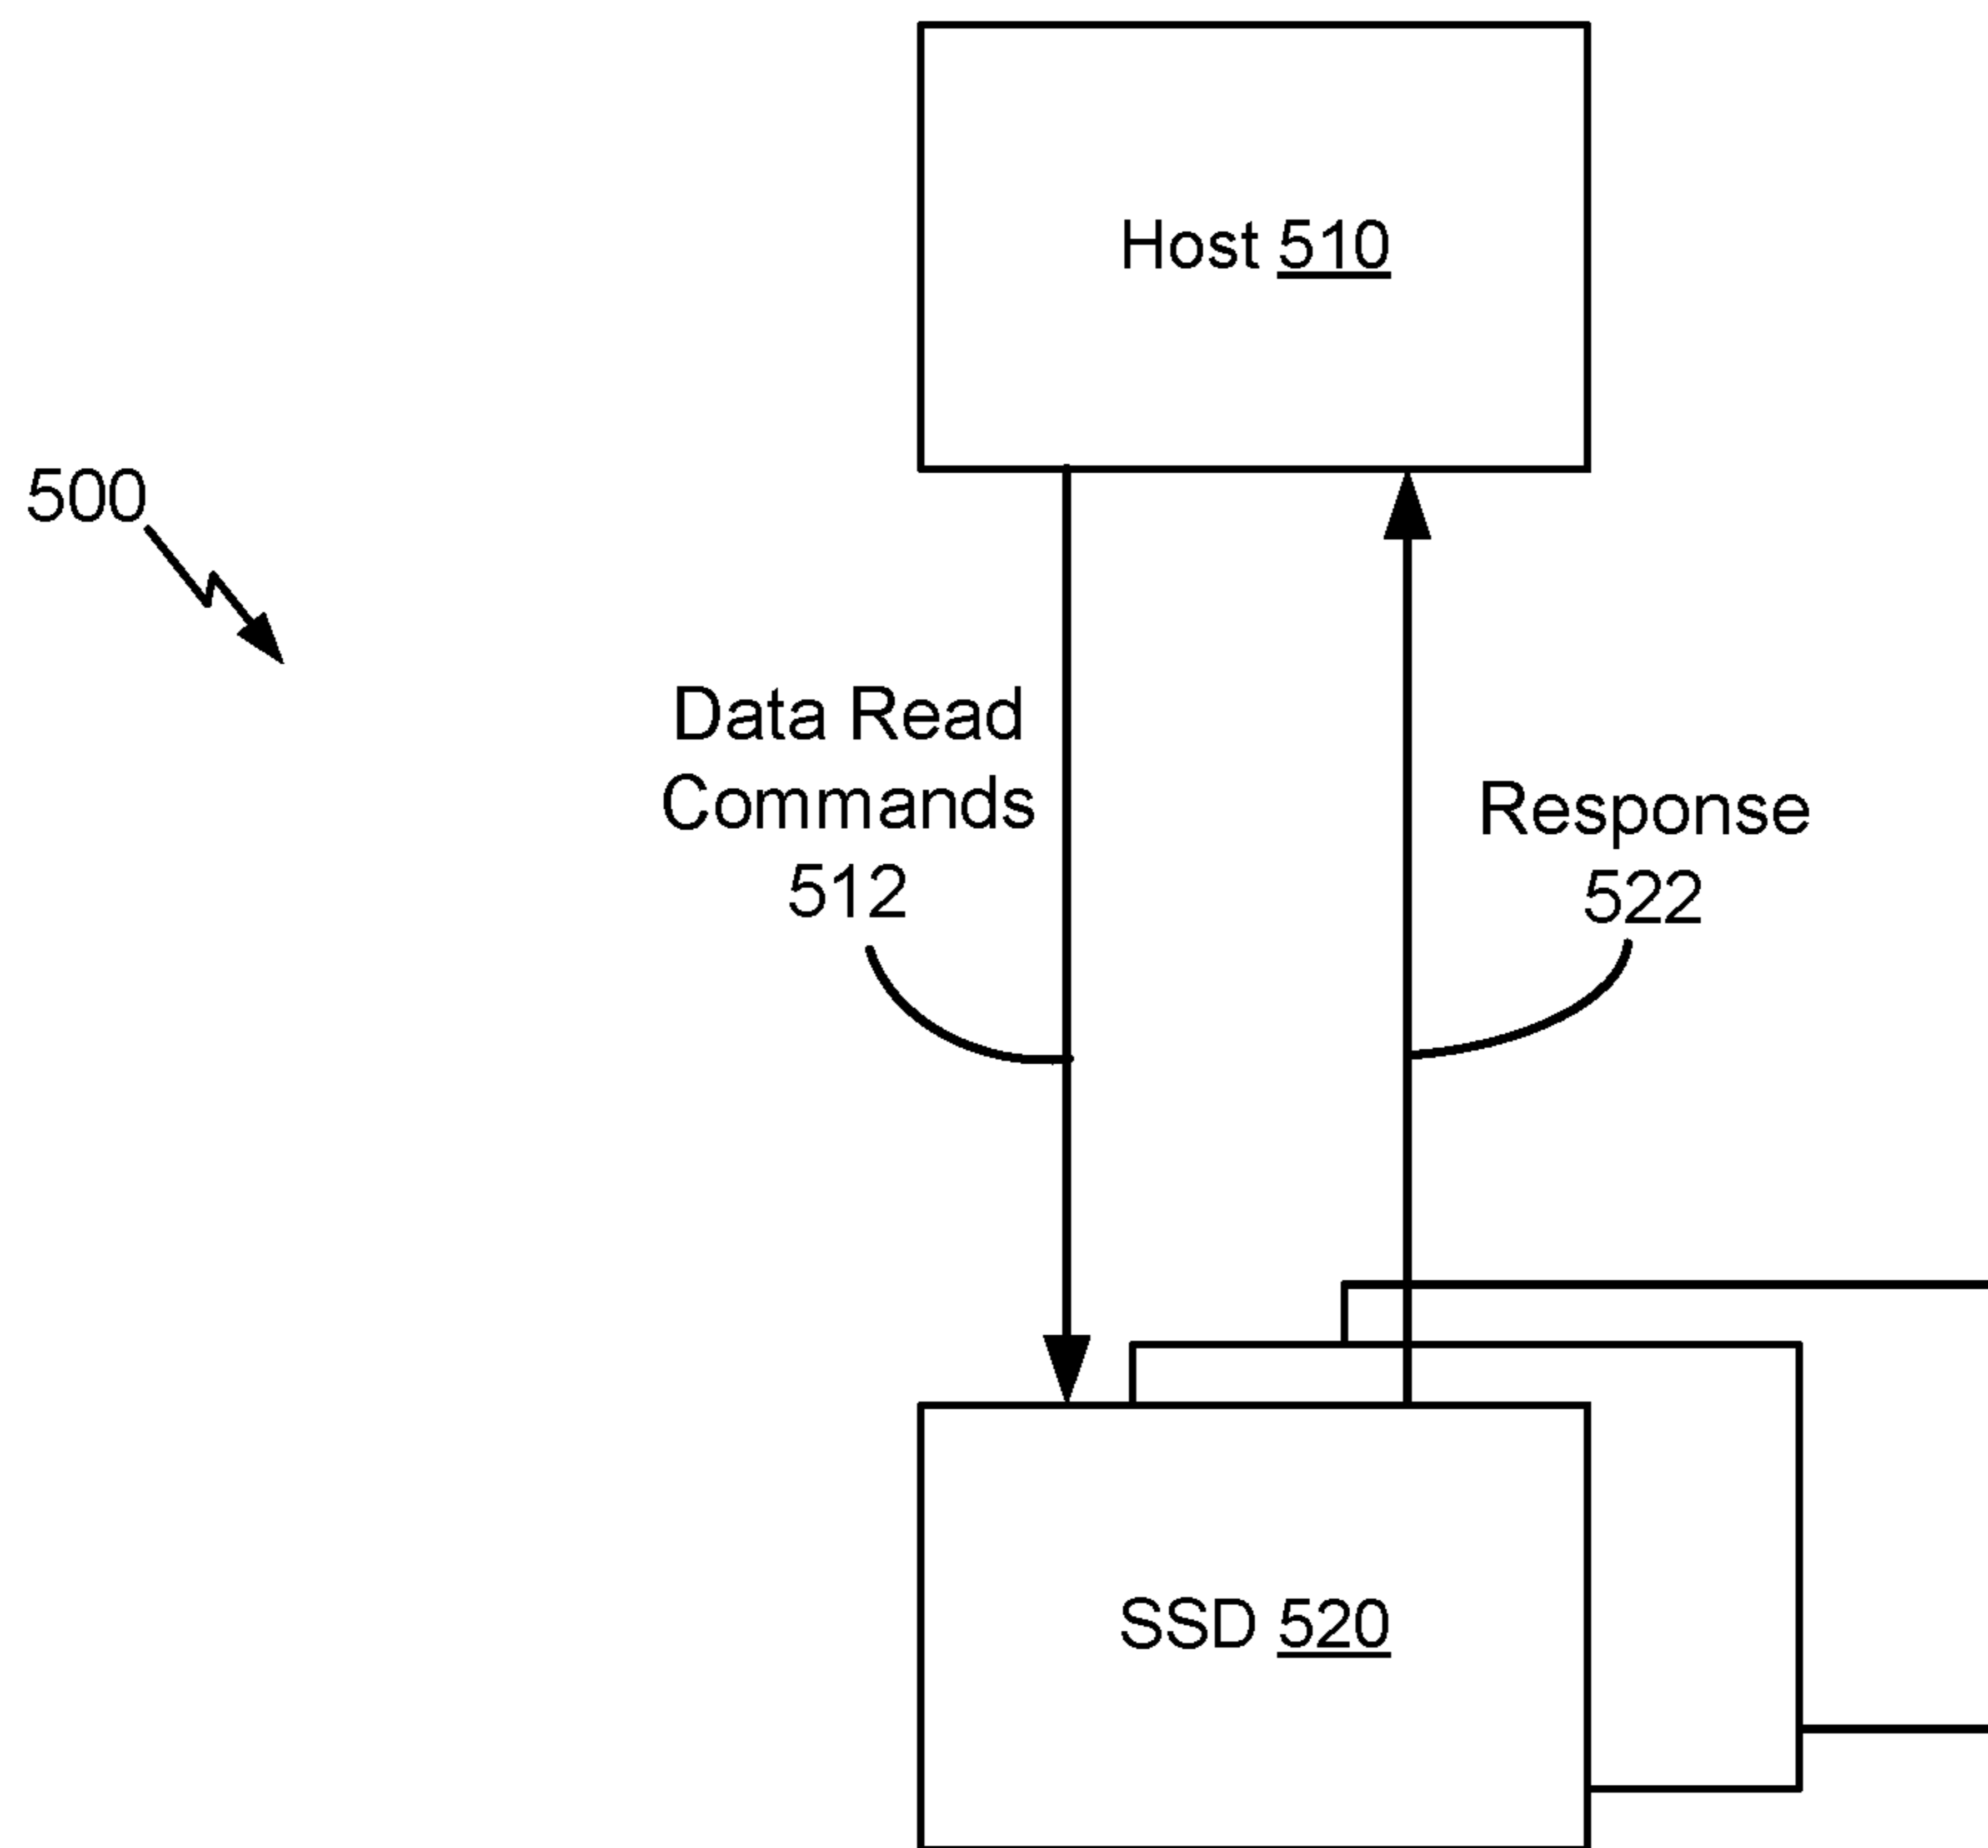 Host 510
500
Data Read
Commands
512
Response
522
SSD 520